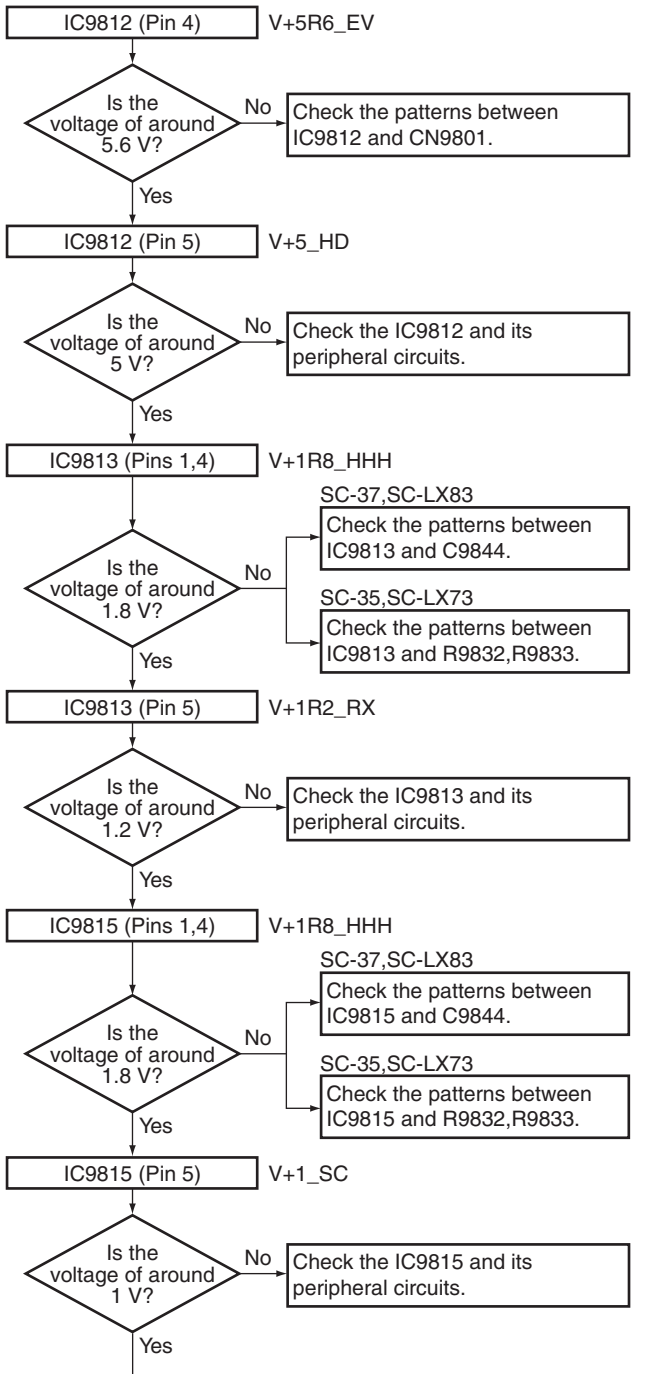 IC9812 (Pin 4)
V+5R6_EV
Is the
voltage of around
5.6 V?
No
Check the patterns between
IC9812 and CN9801.
Yes
IC9812 (Pin 5)
V+5_HD
Is the
voltage of around
5 V?
No
Check the IC9812 and its
peripheral circuits.
Yes
IC9813 (Pins 1,4)
V+1R8_HHH
Is the
voltage of around
1.8 V?
No
SC-37,SC-LX83
Check the patterns between
IC9813 and C9844.
SC-35,SC-LX73
Check the patterns between
IC9813 and R9832,R9833.
Yes
IC9813 (Pin 5)
V+1R2_RX
Is the
voltage of around
1.2 V?
No
Check the IC9813 and its
peripheral circuits.
Yes
IC9815 (Pins 1,4)
V+1R8_HHH
Is the
voltage of around
1.8 V?
No
SC-37,SC-LX83
Check the patterns between
IC9815 and C9844.
SC-35,SC-LX73
Check the patterns between
IC9815 and R9832,R9833.
Yes
IC9815 (Pin 5)
V+1_SC
Is the
voltage of around
1 V?
No
Check the IC9815 and its
peripheral circuits.
Yes